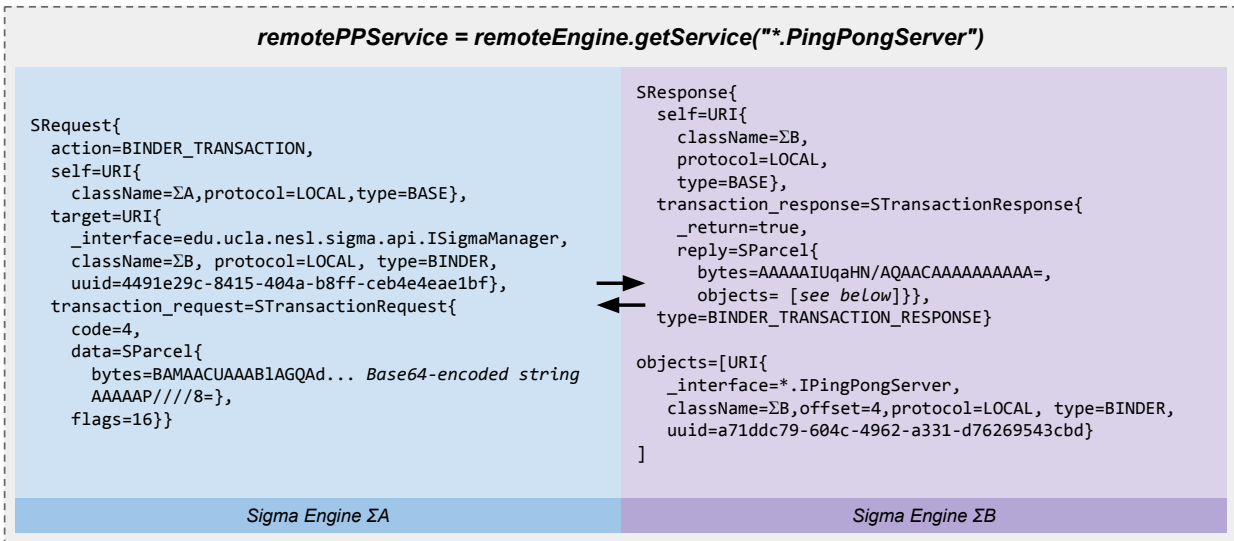 remotePPService = remoteEngine.getService("*.PingPongServer")
SRequest{
action=BINDER_TRANSACTION,
self=URI{
className=ΣA,protocol=LOCAL,type=BASE},
target=URI{
_interface=edu.ucla.nesl.sigma.api.ISigmaManager,
className=ΣB, protocol=LOCAL, type=BINDER,
uuid=4491e29c-8415-404a-b8ff-ceb4e4eae1bf},
transaction_request=STransactionRequest{
code=4,
data=SParcel{
bytes=BAMAACUAAABlAGQAd... Base64-encoded string
AAAAAP////8=},
flags=16}}
Sigma Engine ΣA
SResponse{
self=URI{
className=ΣB,
protocol=LOCAL,
type=BASE},
transaction_response=STransactionResponse{
_return=true,
reply=SParcel{
bytes=AAAAAIUqaHN/AQAACAAAAAAAAAA=,
objects= [see below]}},
type=BINDER_TRANSACTION_RESPONSE}
objects=[URI{
_interface=*.IPingPongServer,
className=ΣB,offset=4,protocol=LOCAL, type=BINDER,
uuid=a71ddc79-604c-4962-a331-d76269543cbd}
]
Sigma Engine ΣB